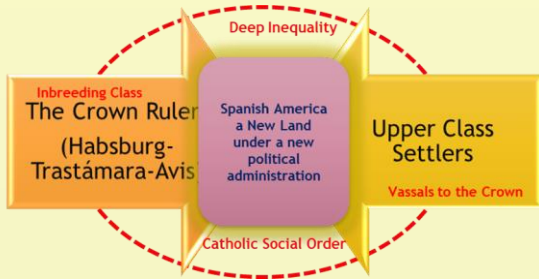 Deep Inequality
Inbreeding Class
The Crown Ruler
(Habsburg-
Trastámara-Avis)
Spanish America
a New Land
under a new
political
administration
Upper Class
Settlers
Vassals to the Crown
Catholic Social Order